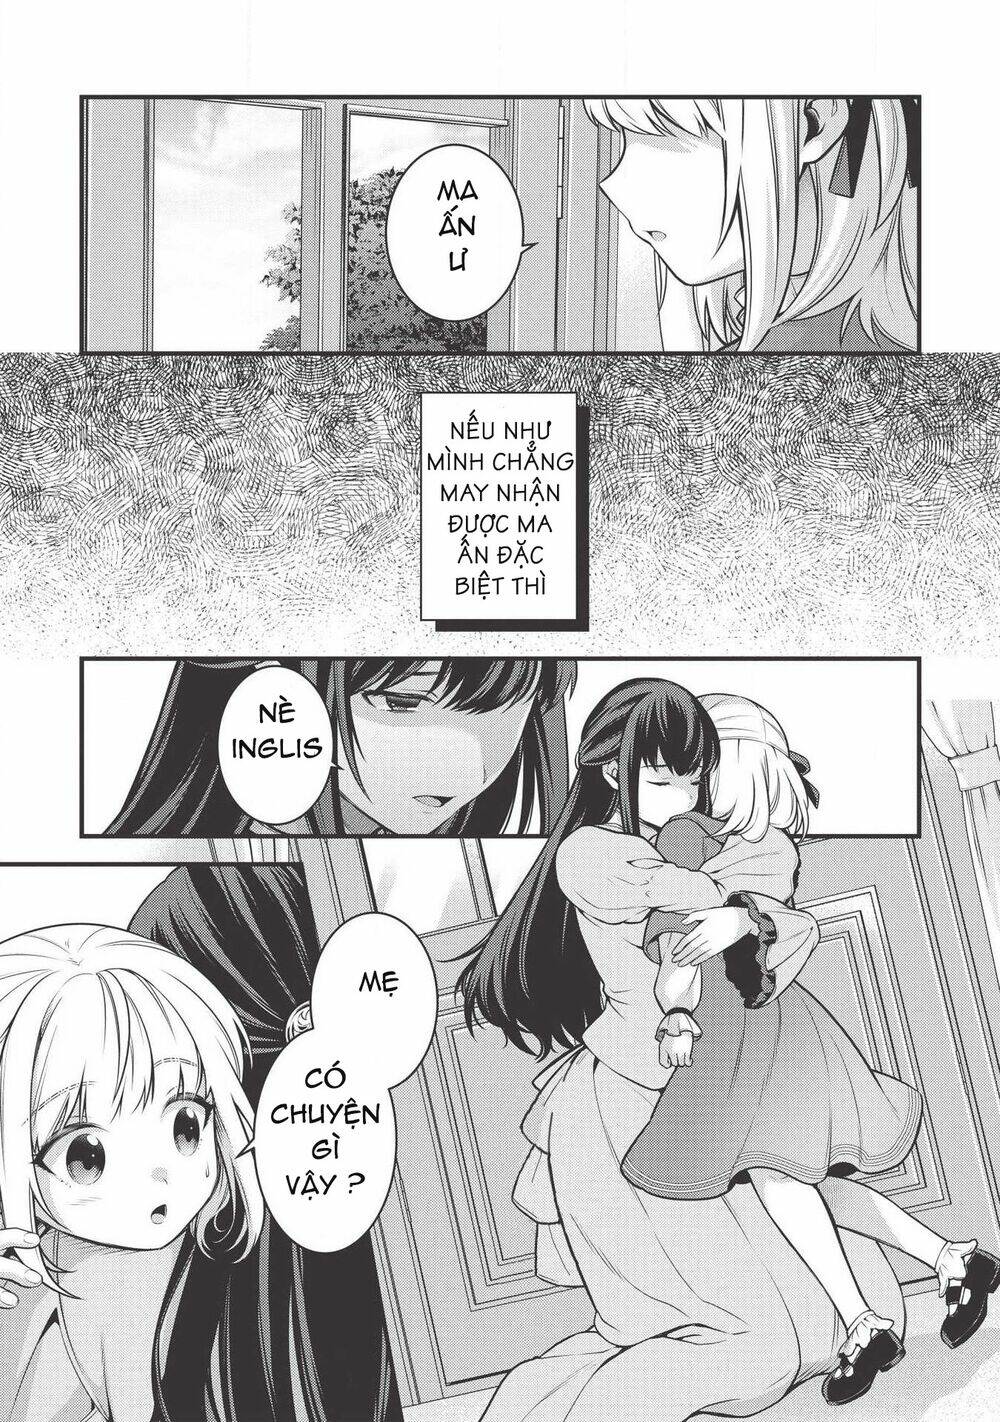 MA
ẤN
Ư
NẾU NHƯ
MÌNH CHẲNG
MAY NHẬN
ĐƯỢC MA
ẤN ĐẶC
BIỆT THÌ
NÈ
INGLIS
MẸ
CÓ
CHUYỆN
GÌ
VẬY ?